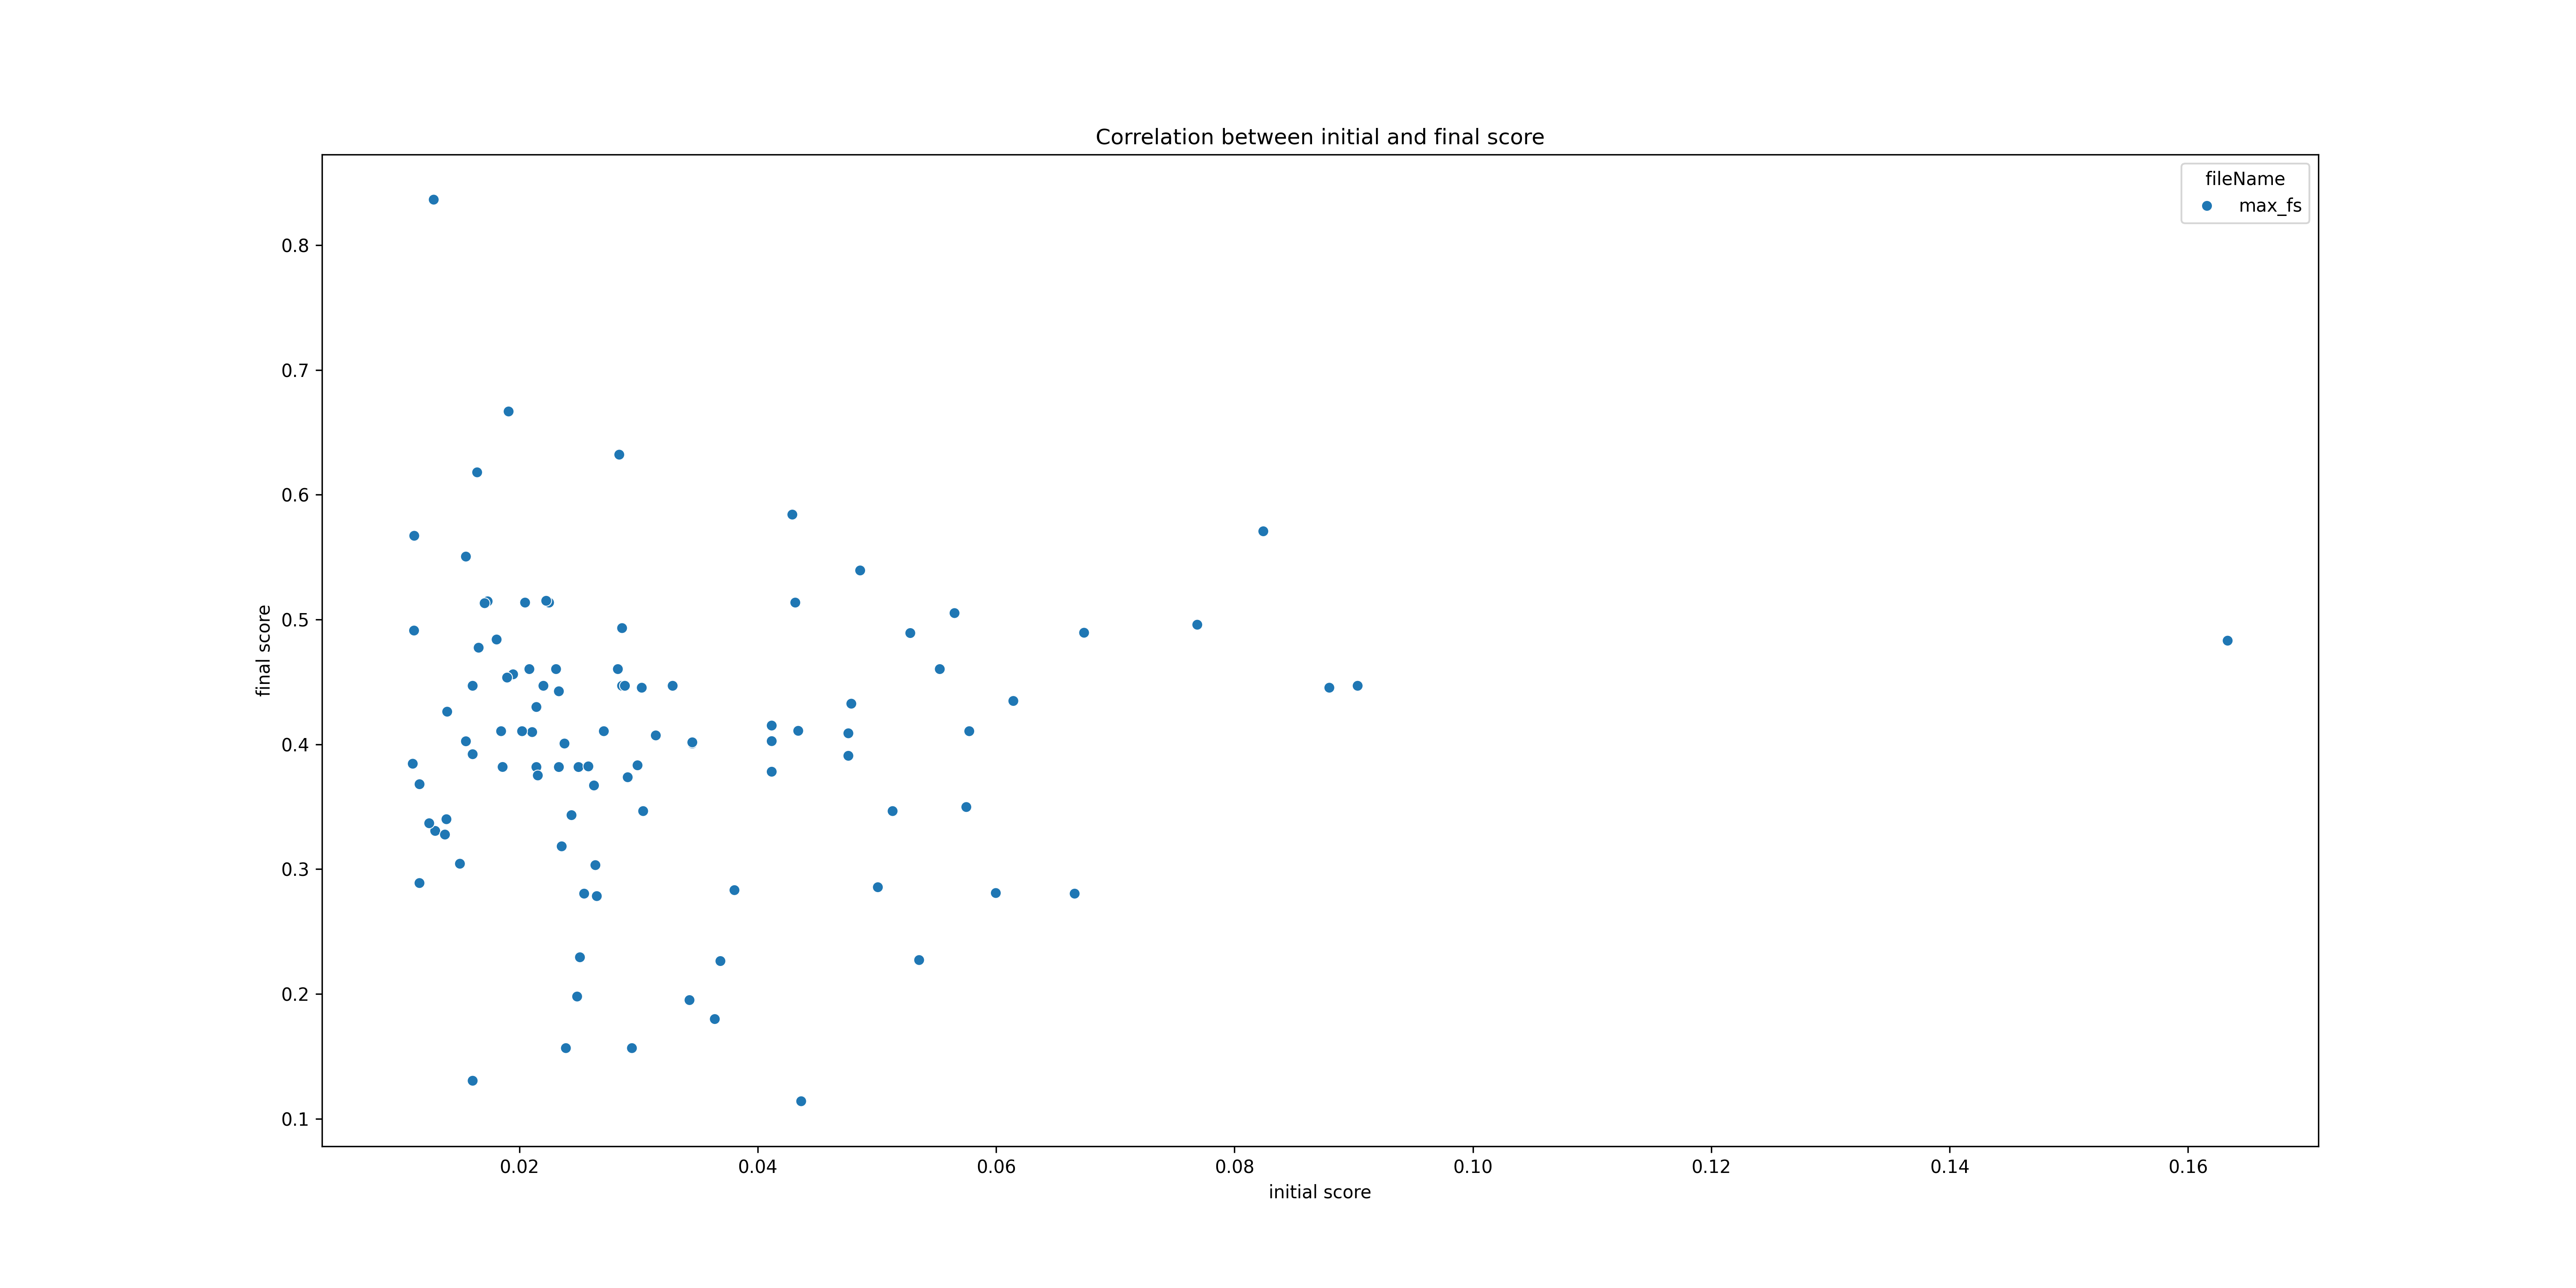 Correlation between initial and final score
fileName
max_fs
0.8
0.7
0.6
0.5
0.4
0.3
0.2
0.1
final score
0.02 0.04 0.06 0.08 0.10 0.12 0.14 0.16
initial score